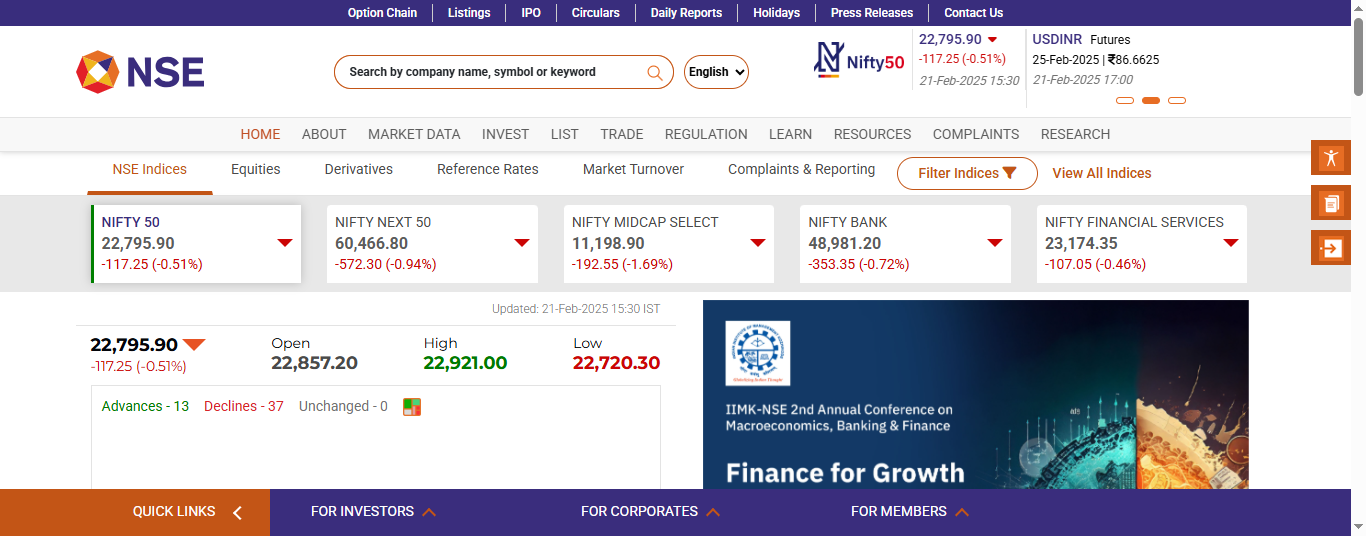 Option Chain Listings IPO Circulars Daily Reports Holidays Press Releases Contact Us
NSE
Search by company name, symbol or keyword
English
Nifty50
22,795.90
-117.25 (-0.51%)
21-Feb-2025 15:30
USDINR Futures
25-Feb-2025 | ₹86.6625
21-Feb-2025 17:00
HOME ABOUT MARKET DATA INVEST LIST TRADE REGULATION LEARN RESOURCES COMPLAINTS RESEARCH
NSE Indices Equities Derivatives Reference Rates Market Turnover Complaints & Reporting Filter Indices View All Indices
NIFTY 50
22,795.90
-117.25 (-0.51%)
NIFTY NEXT 50
60,466.80
-572.30 (-0.94%)
NIFTY MIDCAP SELECT
11,198.90
-192.55 (-1.69%)
NIFTY BANK
48,981.20
-353.35 (-0.72%)
NIFTY FINANCIAL SERVICES
23,174.35
-107.05 (-0.46%)
Updated: 21-Feb-2025 15:30 IST
22,795.90
-117.25 (-0.51%)
Open
22,857.20
High
22,921.00
Low
22,720.30
Advances - 13 Declines - 37 Unchanged - 0
IIMK-NSE 2nd Annual Conference on
Macroeconomics, Banking & Finance
Finance for Growth
QUICK LINKS FOR INVESTORS FOR CORPORATES FOR MEMBERS